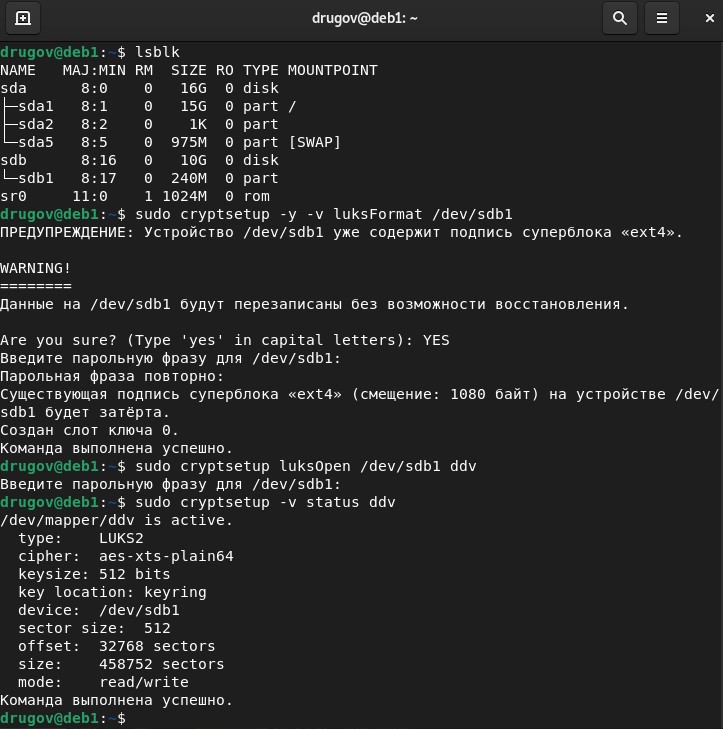 drugov@deb1: ~
drugov@deb1:~$ lsblk
NAME   MAJ:MIN RM  SIZE RO TYPE MOUNTPOINT
sda      8:0    0   16G  0 disk
├─sda1   8:1    0   15G  0 part /
├─sda2   8:2    0    1K  0 part
└─sda5   8:5    0  975M  0 part [SWAP]
sdb      8:16   0   10G  0 disk
└─sdb1   8:17   0  240M  0 part
sr0     11:0    1 1024M  0 rom
drugov@deb1:~$ sudo cryptsetup -y -v luksFormat /dev/sdb1
ПРЕДУПРЕЖДЕНИЕ: Устройство /dev/sdb1 уже содержит подпись суперблока «ext4».

WARNING!
========
Данные на /dev/sdb1 будут перезаписаны без возможности восстановления.

Are you sure? (Type 'yes' in capital letters): YES
Введите парольную фразу для /dev/sdb1:
Парольная фраза повторно:
Существующая подпись суперблока «ext4» (смещение: 1080 байт) на устройстве /dev/
sdb1 будет затёрта.
Создан слот ключа 0.
Команда выполнена успешно.
drugov@deb1:~$ sudo cryptsetup luksOpen /dev/sdb1 ddv
Введите парольную фразу для /dev/sdb1:
drugov@deb1:~$ sudo cryptsetup -v status ddv
/dev/mapper/ddv is active.
  type:    LUKS2
  cipher:  aes-xts-plain64
  keysize: 512 bits
  key location: keyring
  device:  /dev/sdb1
  sector size:  512
  offset:  32768 sectors
  size:    458752 sectors
  mode:    read/write
Команда выполнена успешно.
drugov@deb1:~$